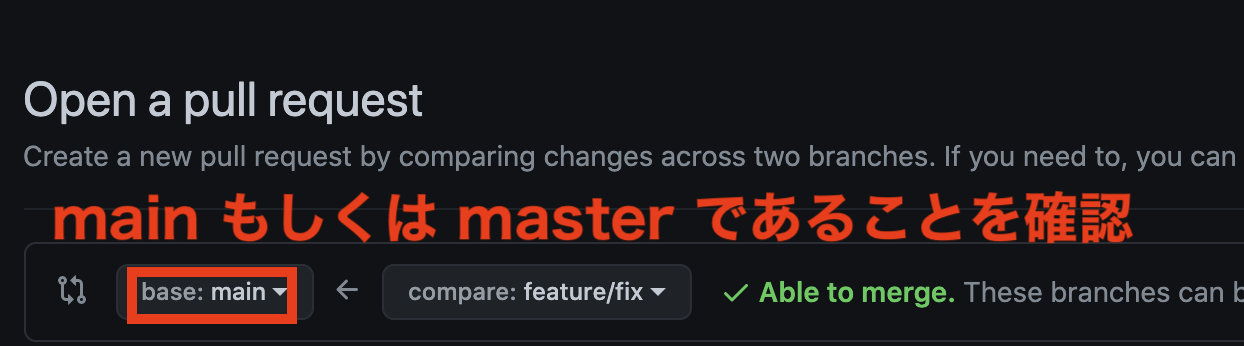 Open a pull request
Create a new pull request by comparing changes across two branches. If you need to, you can
main もしくは master であることを確認
base: main
compare: feature/fix
Able to merge. These branches can